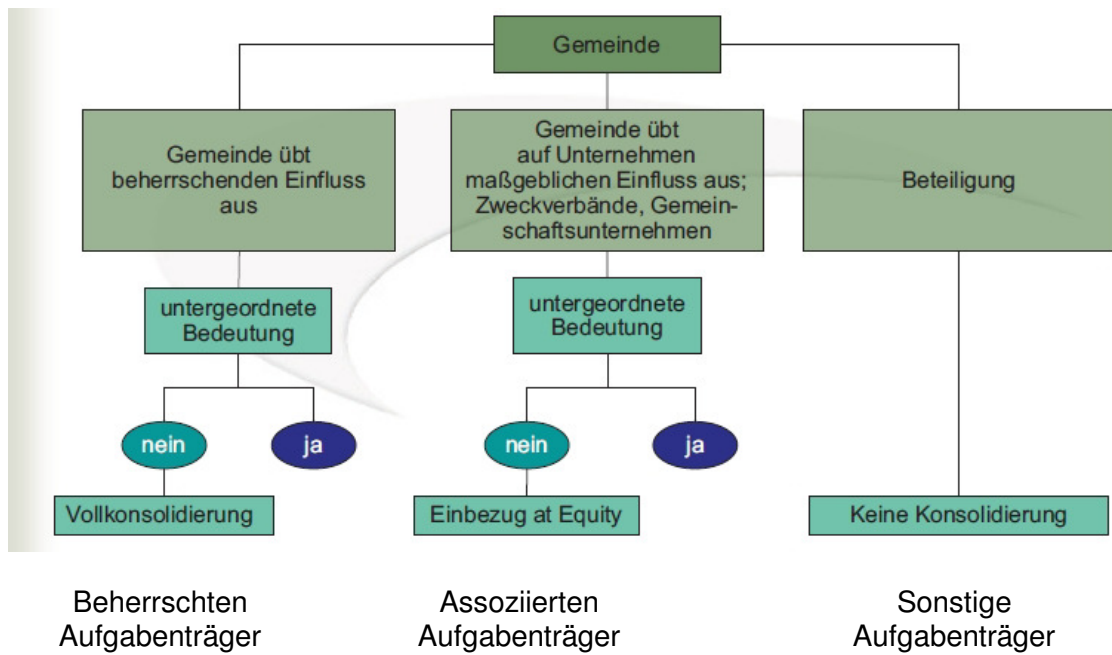 Gemeinde
Gemeinde übt
beherrschenden Einfluss
aus
Gemeinde übt
auf Unternehmen
maßgeblichen Einfluss aus;
Zweckverbände, Gemein-
schaftsunternehmen
Beteiligung
untergeordnete
Bedeutung
untergeordnete
Bedeutung
nein
ja
nein
ja
Vollkonsolidierung
Einbezug at Equity
Keine Konsolidierung
Beherrschten
Aufgabenträger
Assoziierten
Aufgabenträger
Sonstige
Aufgabenträger